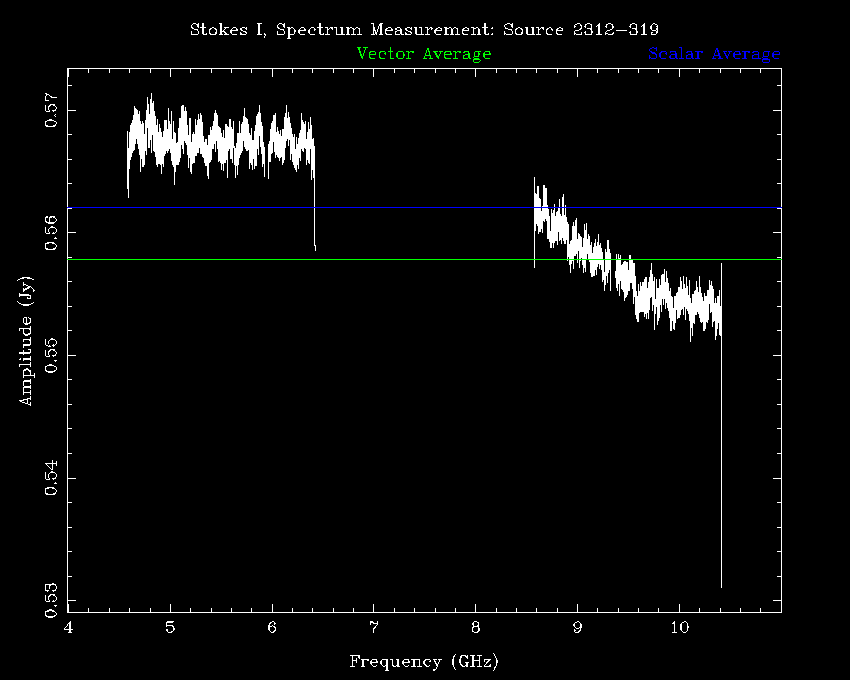 Stokes I, Spectrum Measurement: Source 2312-319
Vector Average Scalar Average
0.57
0.56
0.55
0.54
0.53
Amplitude (Jy)
4 5 6 7 8 9 10
Frequency (GHz)